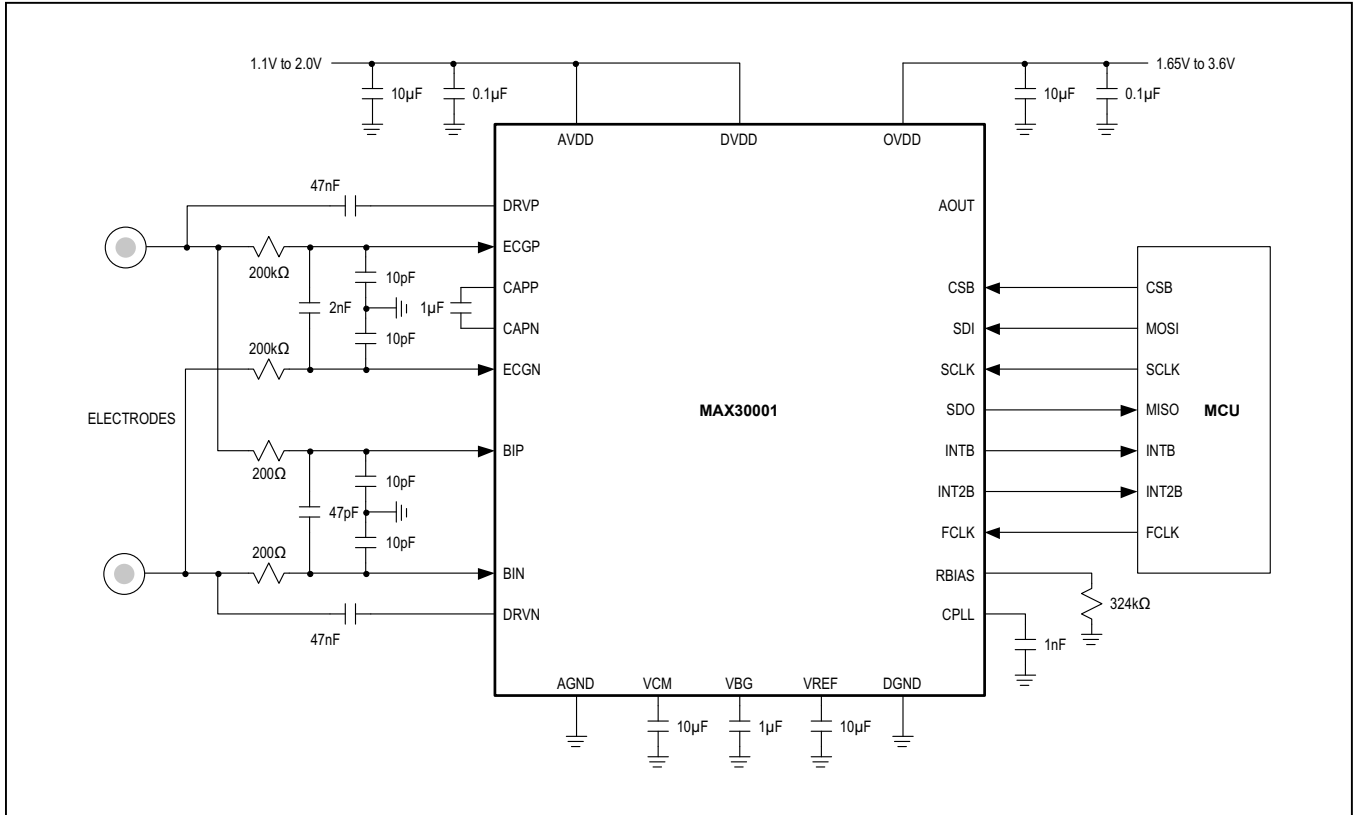 1.1V to 2.0V
1.65V to 3.6V
10µF
0.1µF
10µF
0.1µF
AVDD
DVDD
OVDD
47nF
DRVP
AOUT
ECGP
200kΩ
10pF
CAPP
CSB
CSB
2nF
1µF
SDI
MOSI
CAPN
10pF
200kΩ
ECGN
SCLK
SCLK
ELECTRODES
MAX30001
SDO
MISO
MCU
BIP
INTB
INTB
200Ω
10pF
INT2B
INT2B
47pF
10pF
FCLK
FCLK
200Ω
BIN
RBIAS
324kΩ
DRVN
CPLL
47nF
1nF
AGND
VCM
VBG
VREF
DGND
10µF
1µF
10µF